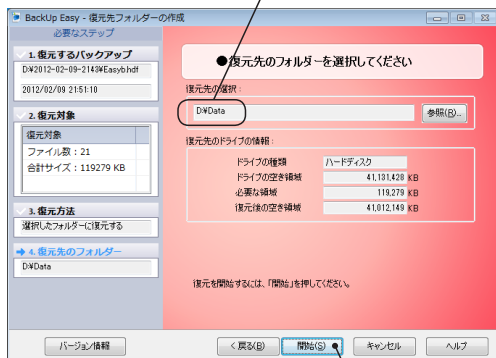 BackUp Easy - 復元先フォルダーの作成
必要なステップ
1. 復元するバックアップ
D:¥2012-02-09-2143¥Easyb.hdf
2012/02/09 21:51:10
2. 復元対象
復元対象
ファイル数：21
合計サイズ：119279 KB
3. 復元方法
選択したフォルダーに復元する
4. 復元先のフォルダー
D:¥Data
●復元先のフォルダーを選択してください
復元先の選択:
D:¥Data
参照(R)...
復元先のドライブの情報:
ドライブの種類 ハードディスク
ドライブの空き領域 41,131,428 KB
必要な領域 119,279 KB
復元後の空き領域 41,012,149 KB
復元を開始するには、「開始」を押してください。
バージョン情報 < 戻る(B) 開始(S) キャンセル ヘルプ